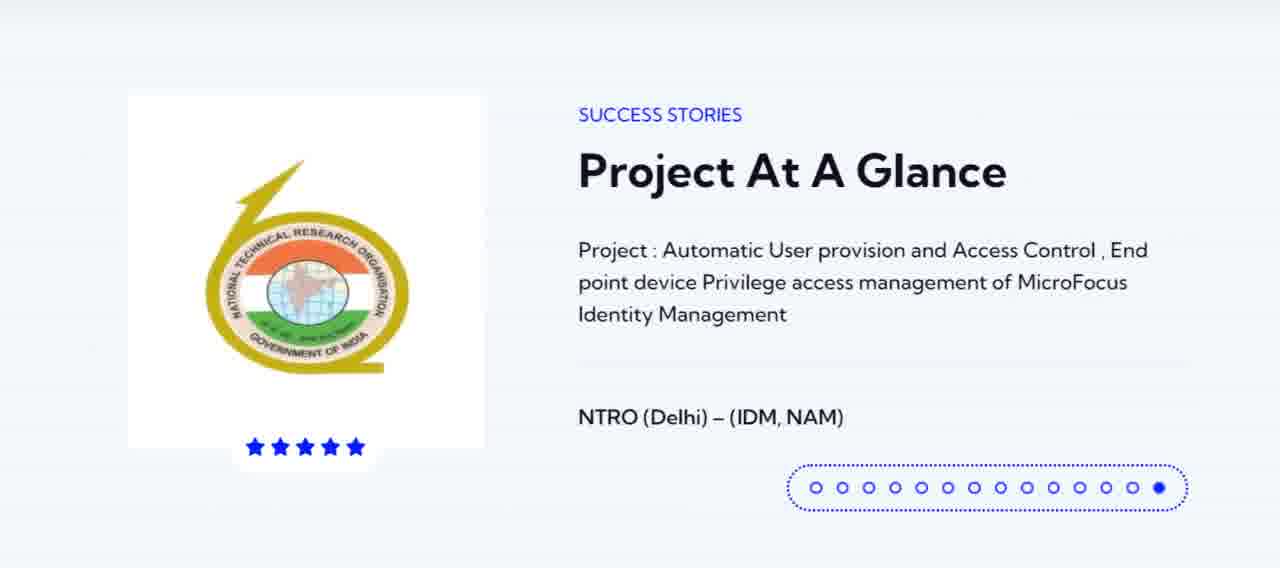 SUCCESS STORIES
Project At A Glance
Project : Automatic User provision and Access Control , End
point device Privilege access management of MicroFocus
Identity Management
NTRO (Delhi) – (IDM, NAM)
NATIONAL TECHNICAL RESEARCH ORGANISATION
GOVERNMENT OF INDIA